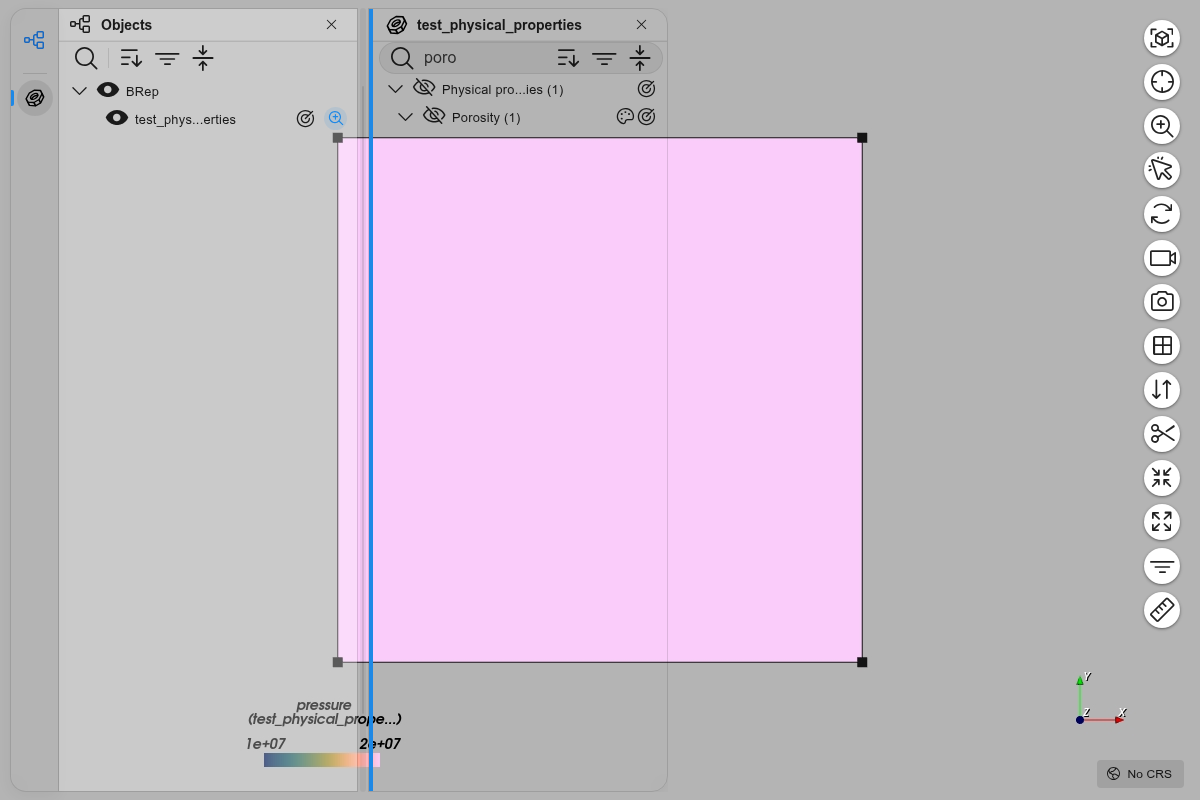 Objects
test_physical_properties
poro
BRep
Physical pro...ies (1)
test_phys...erties
Porosity (1)
pressure
(test_physical_prope...)
1e+07 2e+07
Y
Z
X
No CRS